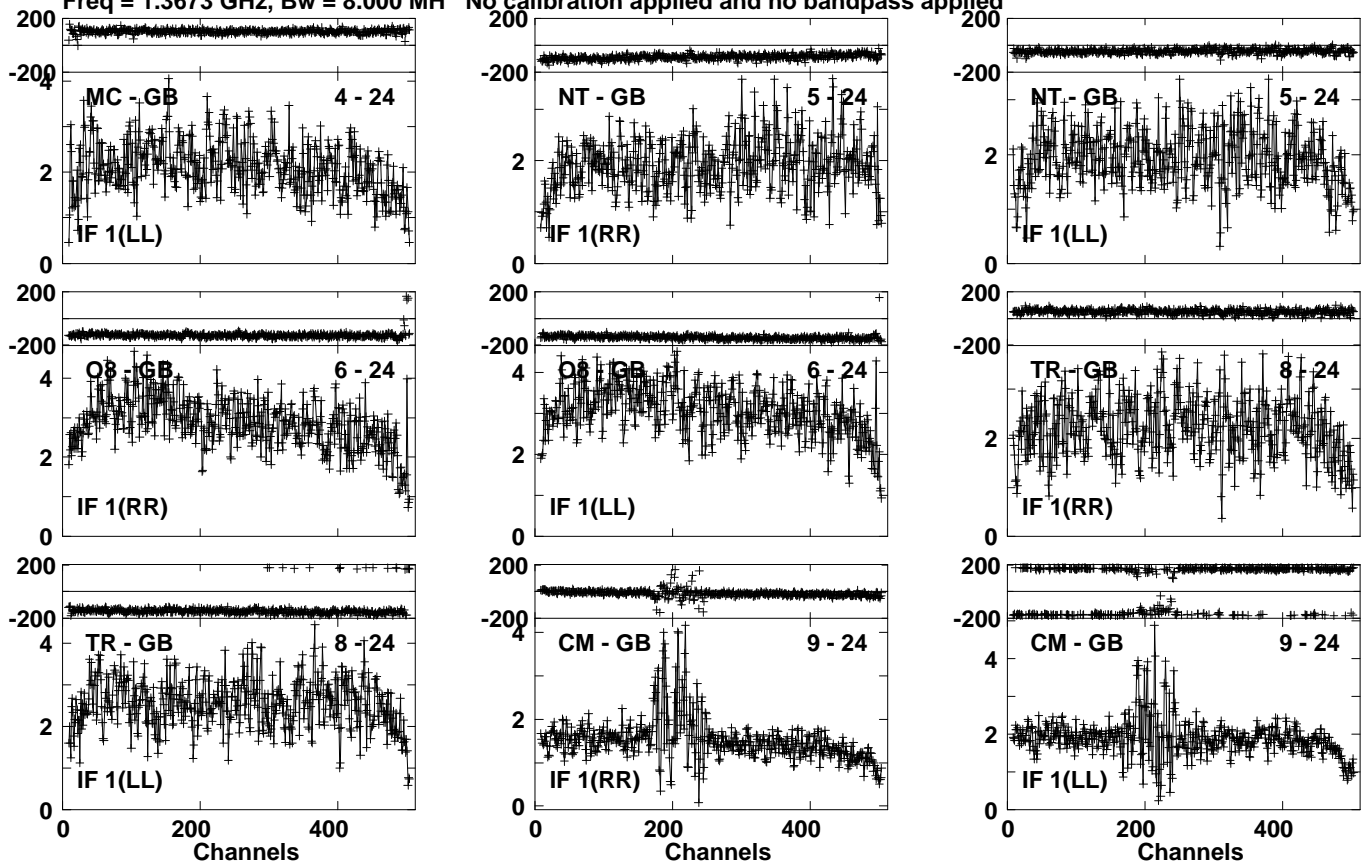 Freq = 1.3673 GHz, Bw = 8.000 MH No calibration applied and no bandpass applied
200 200 200
-200 -200 -200
4 MC - GB 4 - 24 NT - GB 5 - 24 NT - GB 5 - 24
2 2 2
IF 1(LL) IF 1(RR) IF 1(LL)
0 0 0
200 200 200
-200 -200 -200
O8 - GB 6 - 24 O8 - GB 6 - 24 TR - GB 8 - 24
4 4
2 2 2
IF 1(RR) IF 1(LL) IF 1(RR)
0 0 0
200 200 200
-200 -200 -200
4 TR - GB 8 - 24 4 CM - GB 9 - 24 4 CM - GB 9 - 24
2 2 2
IF 1(LL) IF 1(RR) IF 1(LL)
0 0 0
0 200 400 0 200 400 0 200 400
Channels Channels Channels